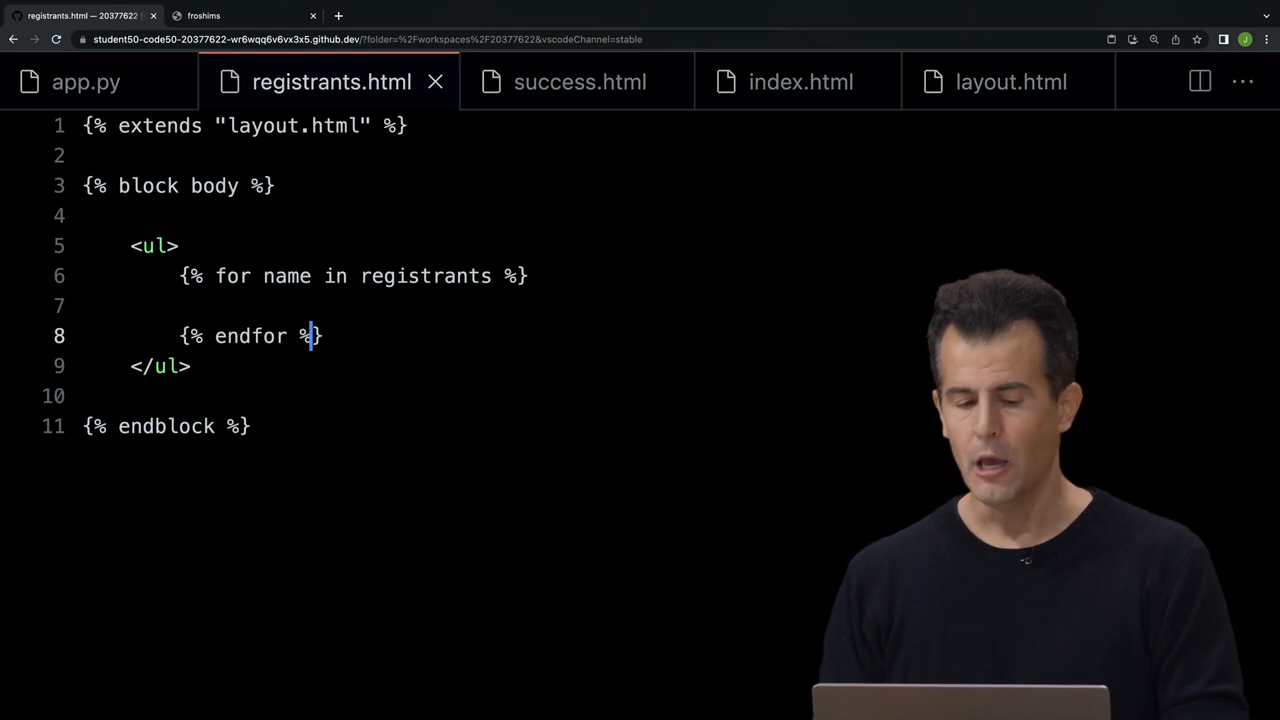 registrants.html — 20377622
froshims
student50-code50-20377622-wr6wqq6v6vx3x5.github.dev/?folder=%2Fworkspaces%2F20377622&vscodeChannel=stable
J
app.py
registrants.html
success.html
index.html
layout.html
1 {% extends "layout.html" %}
2
3 {% block body %}
4
5 <ul>
6 {% for name in registrants %}
7
8 {% endfor %}
9 </ul>
10
11 {% endblock %}